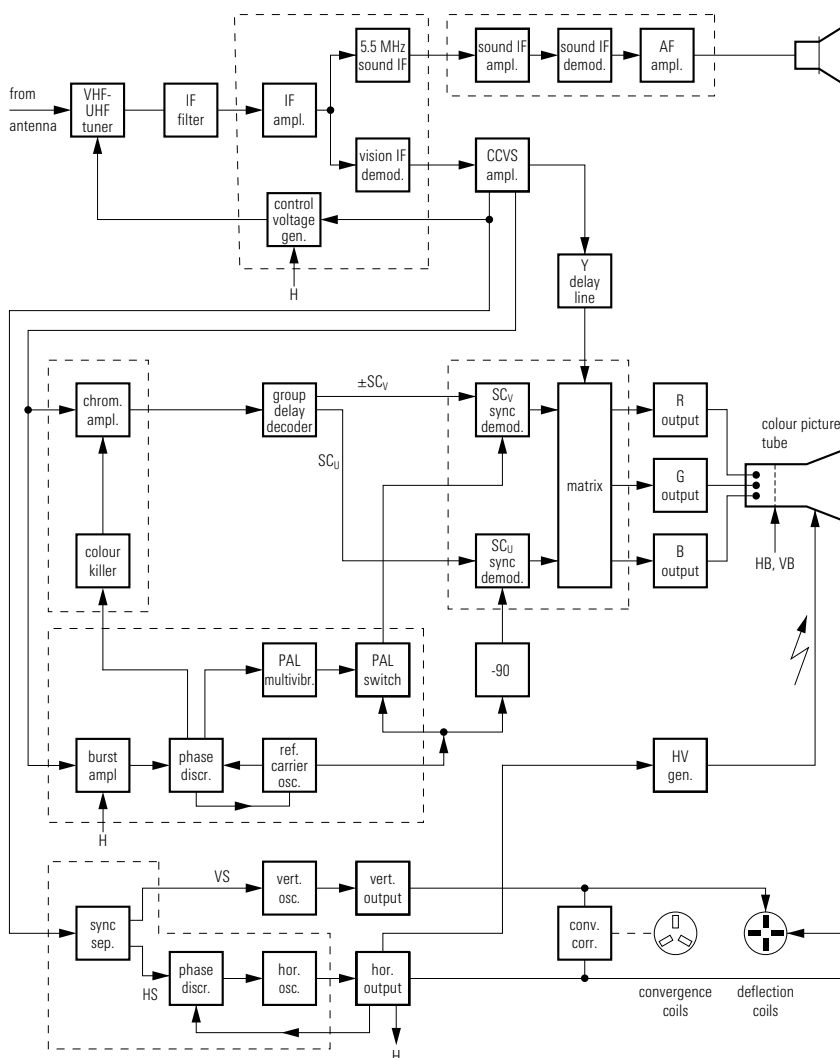 5.5 MHz
sound IF
sound IF
ampl.
sound IF
demod.
AF
ampl.
from
antenna
VHF-
UHF
tuner
IF
filter
IF
ampl.
vision IF
demod.
CCVS
ampl.
control
voltage
gen.
H
Y
delay
line
chrom.
ampl.
group
delay
decoder
±SCV
SCU
SCV
sync
demod.
matrix
R
output
colour picture
tube
G
output
colour
killer
SCU
sync
demod.
B
output
HB, VB
PAL
multivibr.
PAL
switch
-90
burst
ampl
phase
discr.
ref.
carrier
osc.
HV
gen.
H
VS
vert.
osc.
vert.
output
sync
sep.
conv.
corr.
HS
phase
discr.
hor.
osc.
hor.
output
convergence
coils
deflection
coils
H